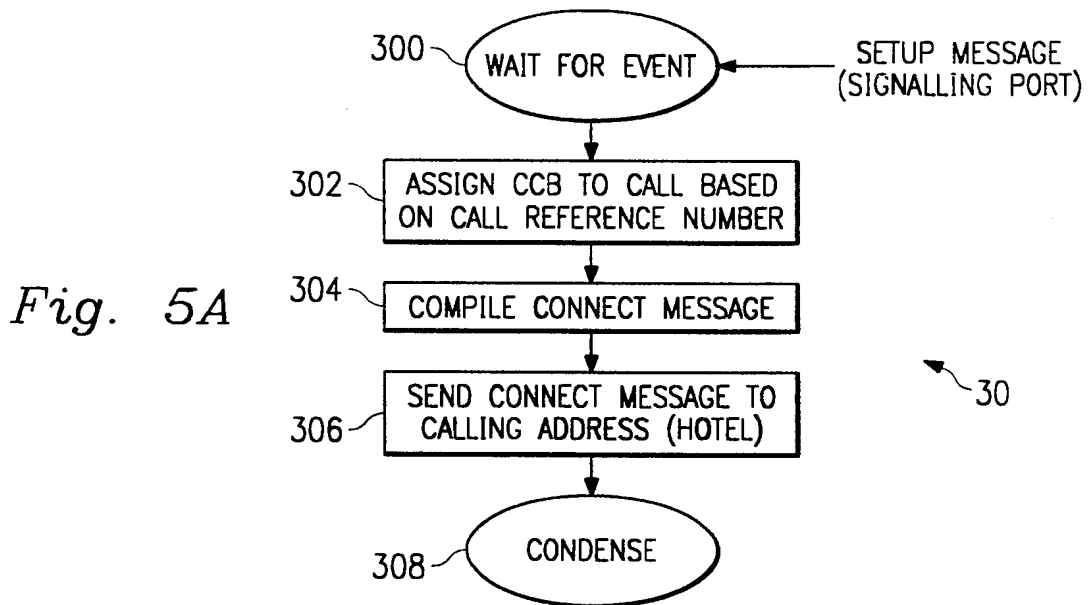 300
WAIT FOR EVENT
SETUP MESSAGE
(SIGNALLING PORT)
302
ASSIGN CCB TO CALL BASED
ON CALL REFERENCE NUMBER
Fig. 5A
304
COMPILE CONNECT MESSAGE
306
SEND CONNECT MESSAGE TO
CALLING ADDRESS (HOTEL)
30
308
CONDENSE